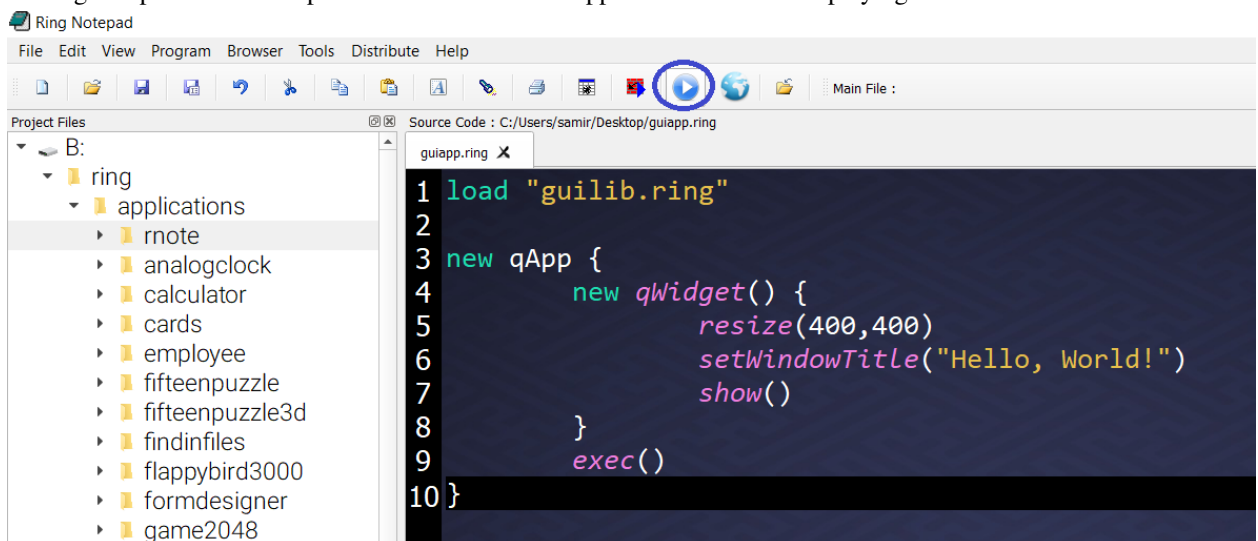 Ring Notepad
File Edit View Program Browser Tools Distribute Help
Main File :
Project Files
Source Code : C:/Users/samir/Desktop/guiapp.ring
B:
ring
applications
rnote
analogclock
calculator
cards
employee
fifteenpuzzle
fifteenpuzzle3d
findinfiles
flappybird3000
formdesigner
game2048
guiapp.ring
1 load "guilib.ring"
2
3 new qApp {
4 new qWidget() {
5 resize(400,400)
6 setWindowTitle("Hello, World!")
7 show()
8 }
9 exec()
10 }